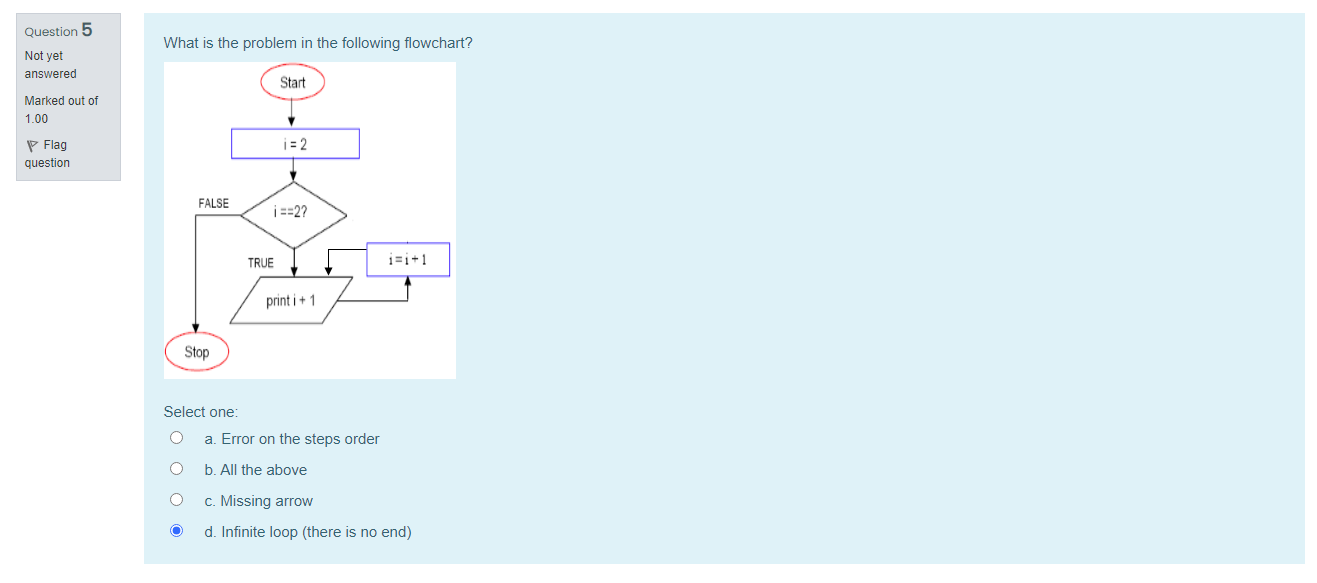 Question 5
Not yet
answered
Marked out of
1.00
Flag
question
What is the problem in the following flowchart?
Start
i = 2
FALSE
i ==2?
TRUE
i=i+1
print i + 1
Stop
Select one:
a. Error on the steps order
b. All the above
c. Missing arrow
d. Infinite loop (there is no end)